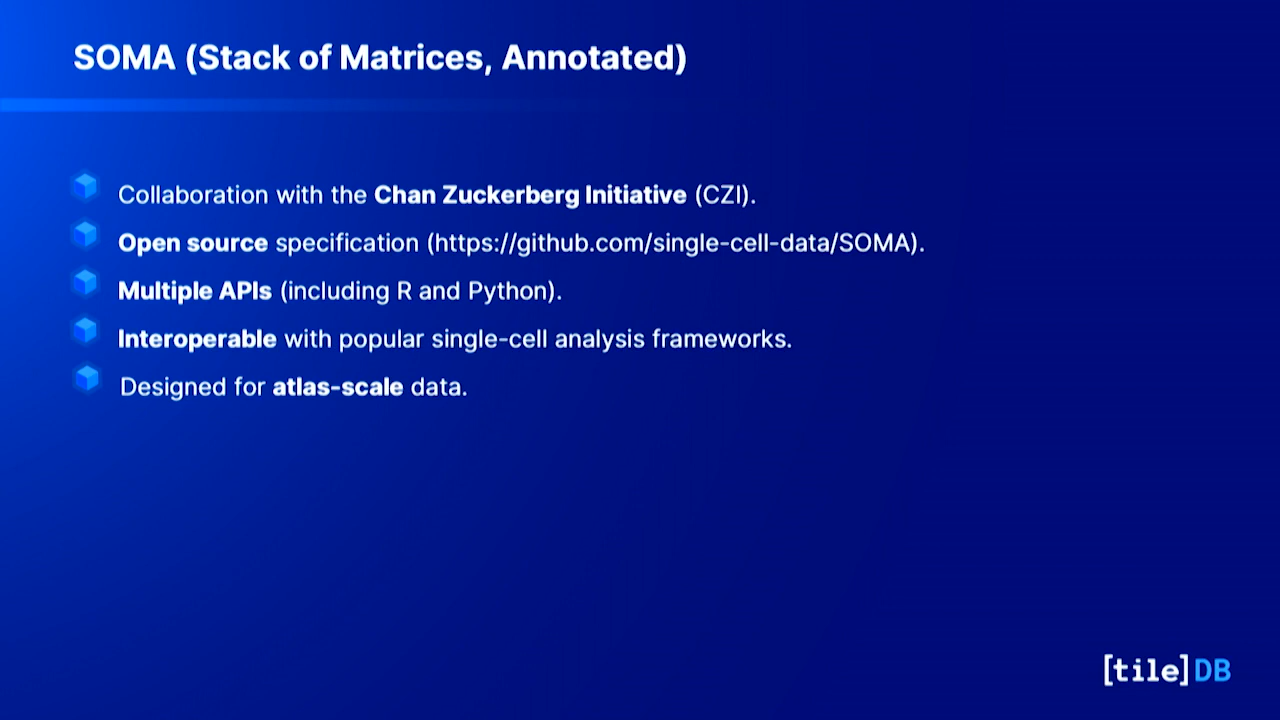 SOMA (Stack of Matrices, Annotated)
Collaboration with the Chan Zuckerberg Initiative (CZI).
Open source specification (https://github.com/single-cell-data/SOMA).
Multiple APIs (including R and Python).
Interoperable with popular single-cell analysis frameworks.
Designed for atlas-scale data.
[tile]DB